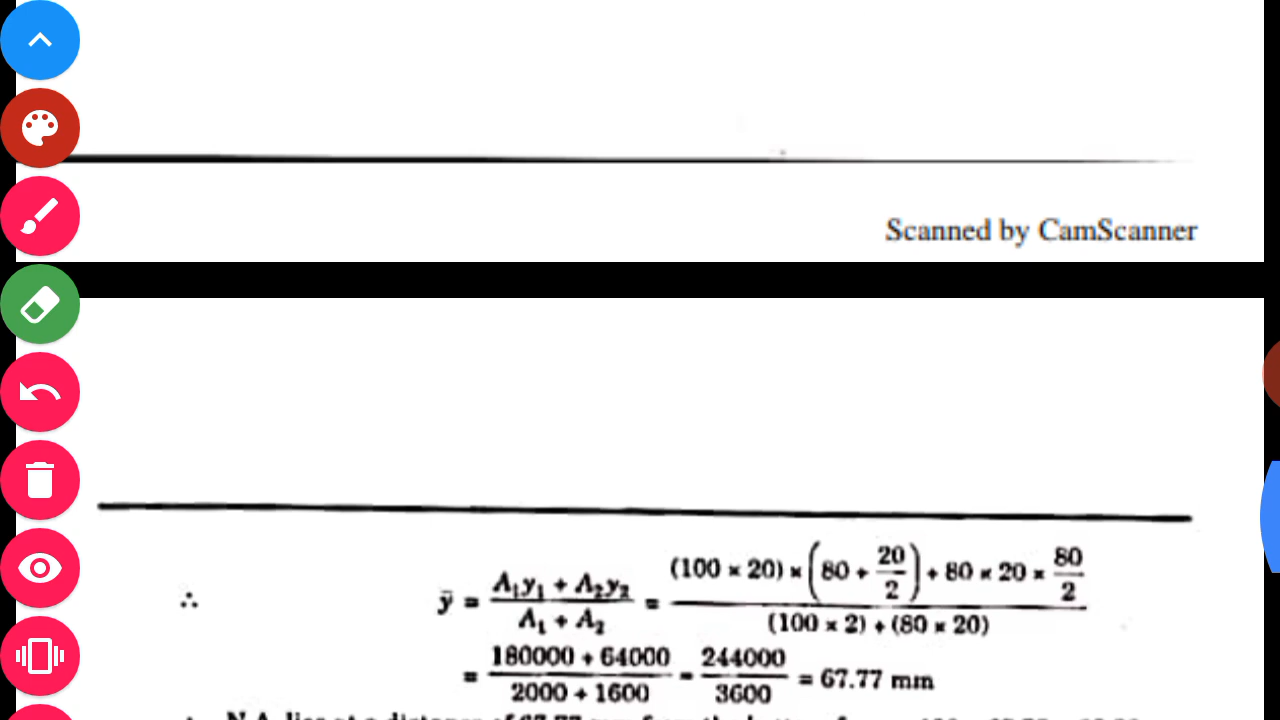 Scanned by CamScanner
∴ ȳ = (A₁y₁ + A₂y₂) / (A₁ + A₂) = ((100 × 20) × (80 + 20/2) + 80 × 20 × 80/2) / ((100 × 2) + (80 × 20))
= (180000 + 64000) / (2000 + 1600) = 244000 / 3600 = 67.77 mm